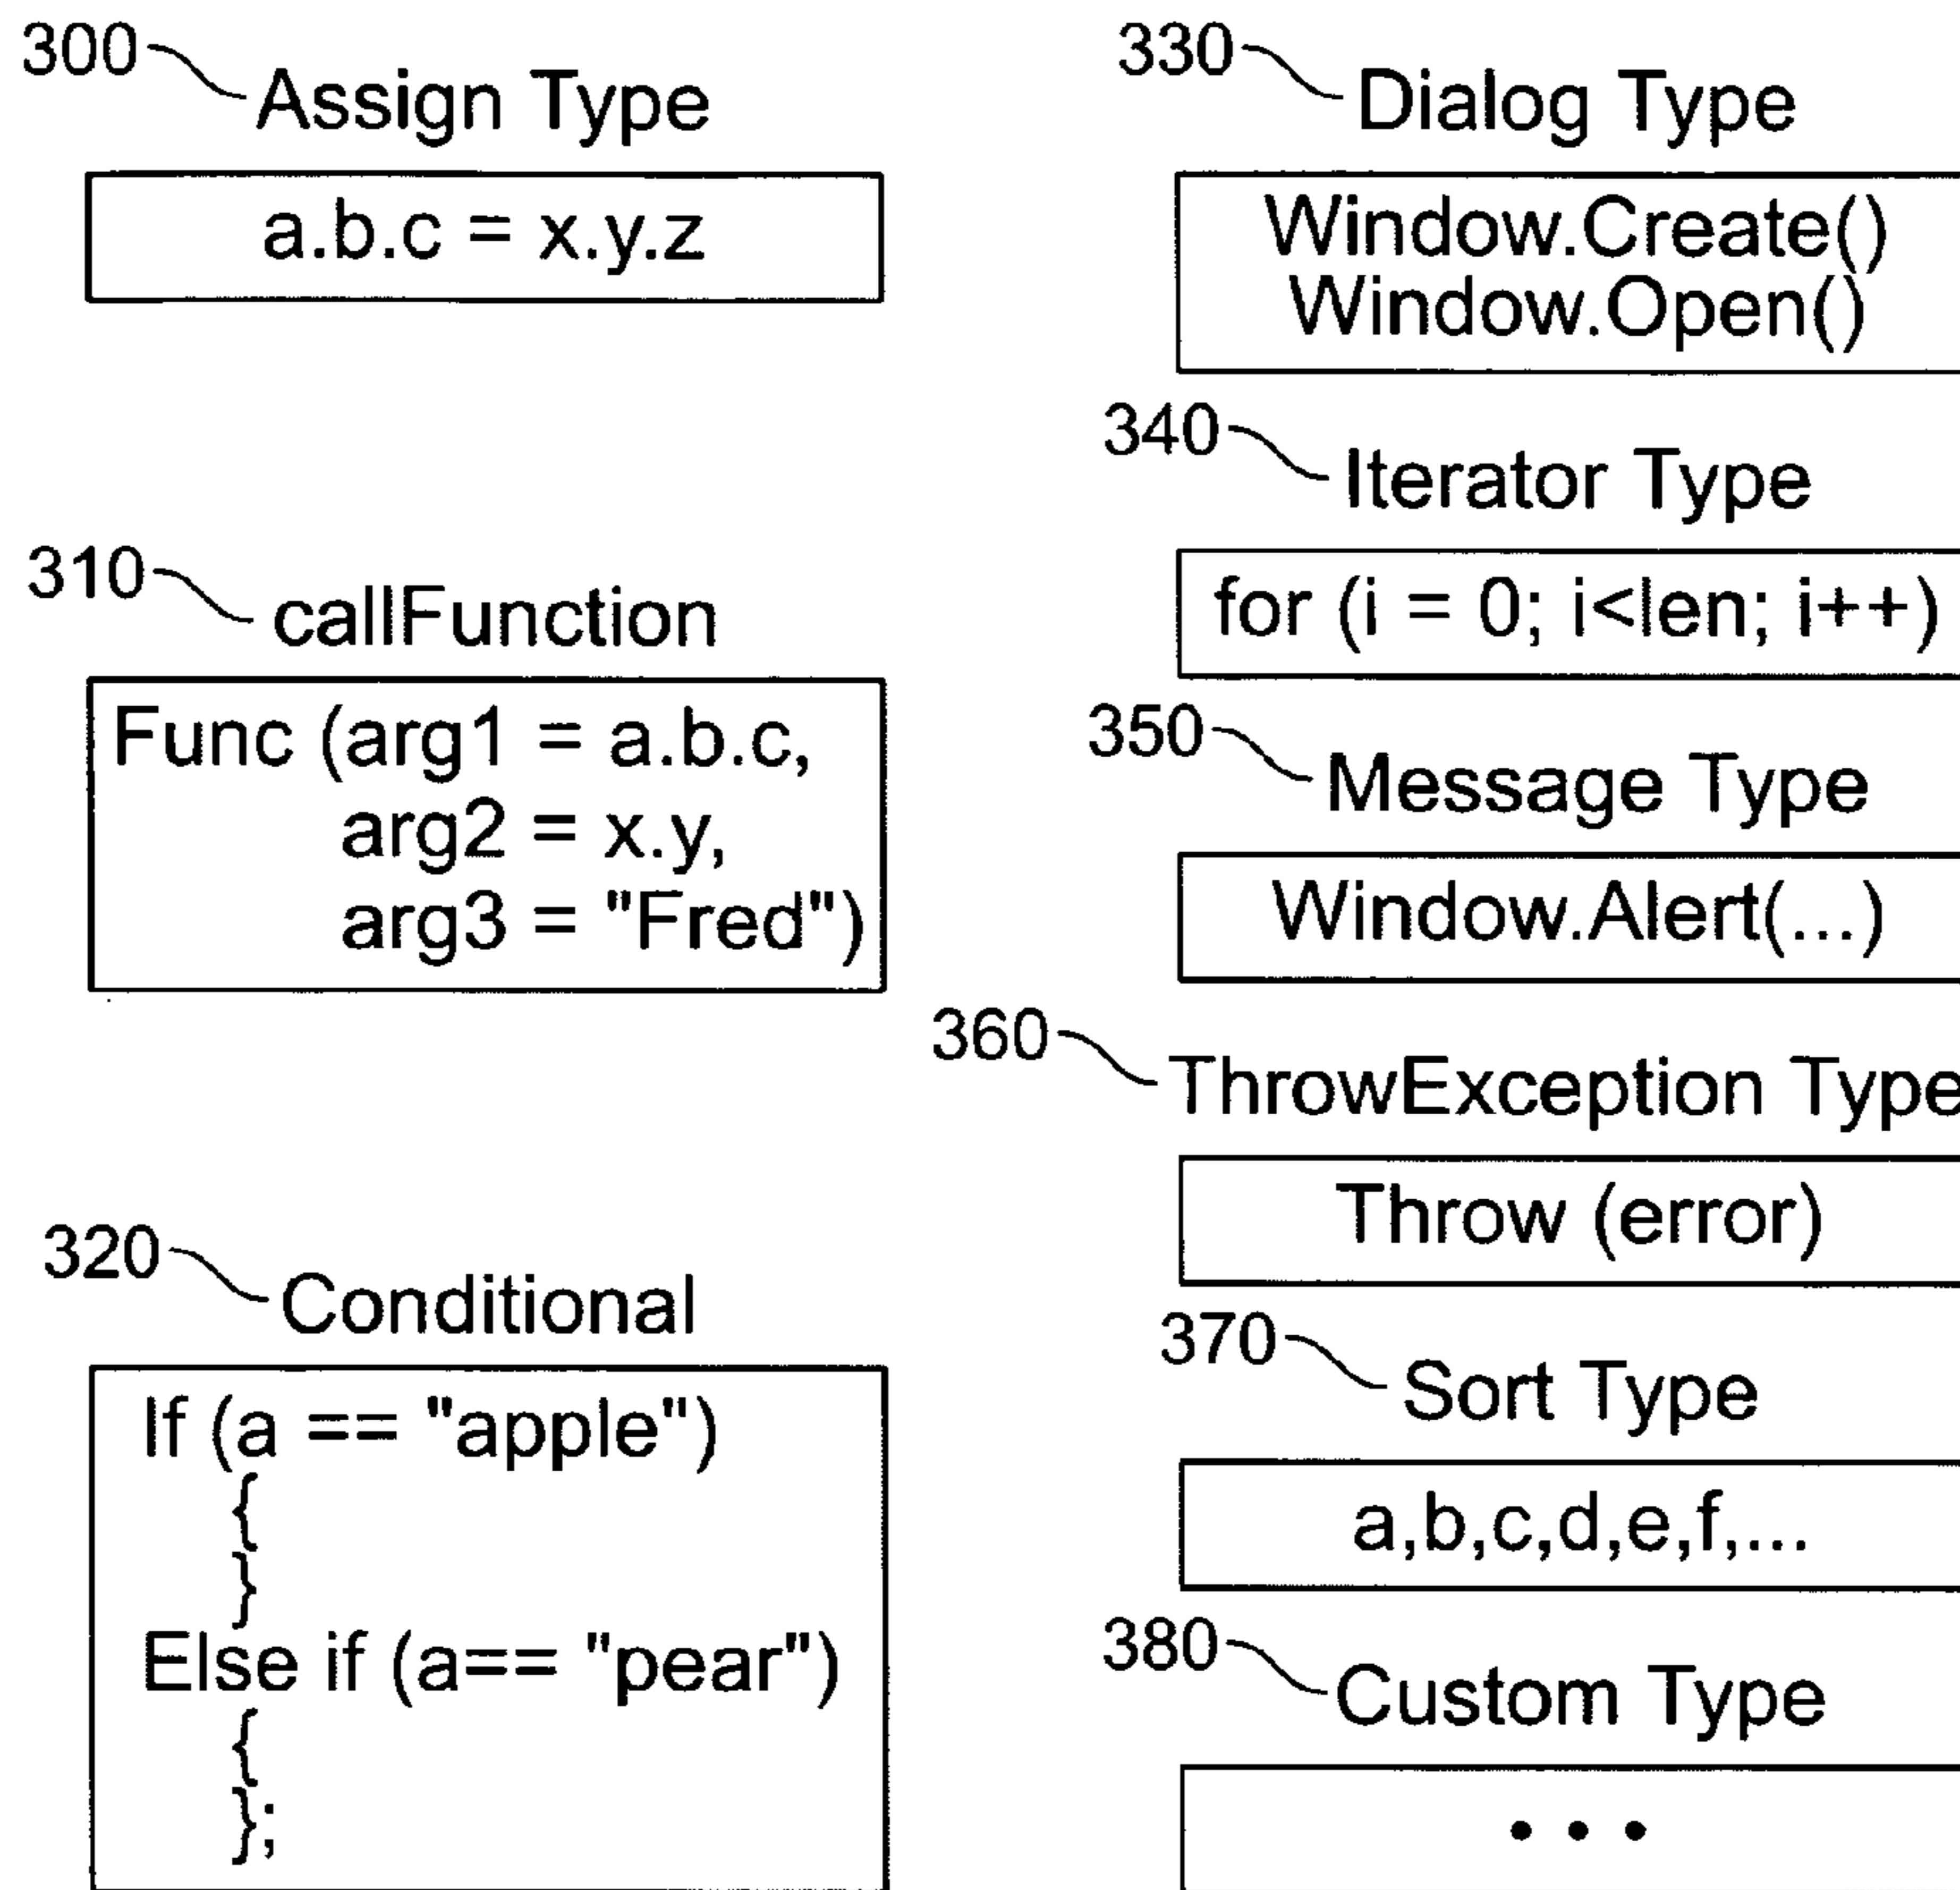 300
Assign Type
a.b.c = x.y.z
310
callFunction
Func (arg1 = a.b.c,
arg2 = x.y,
arg3 = "Fred")
320
Conditional
If (a == "apple")
{
}
Else if (a== "pear")
{
};
330
Dialog Type
Window.Create()
Window.Open()
340
Iterator Type
for (i = 0; i<len; i++)
350
Message Type
Window.Alert(...)
360
ThrowException Type
Throw (error)
370
Sort Type
a,b,c,d,e,f,...
380
Custom Type
• • •